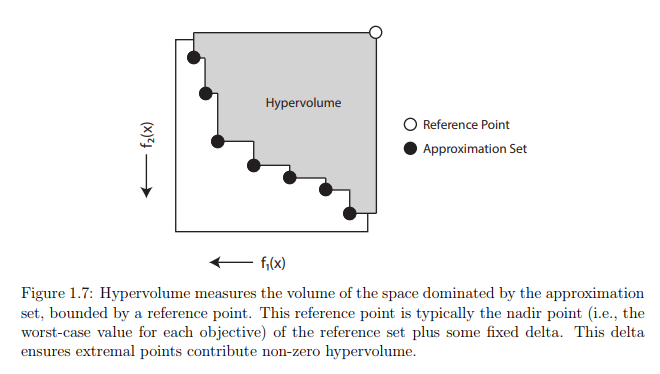 Hypervolume
f₂(x)
Reference Point
Approximation Set
f₁(x)
Figure 1.7: Hypervolume measures the volume of the space dominated by the approximation
set, bounded by a reference point. This reference point is typically the nadir point (i.e., the
worst-case value for each objective) of the reference set plus some fixed delta. This delta
ensures extremal points contribute non-zero hypervolume.